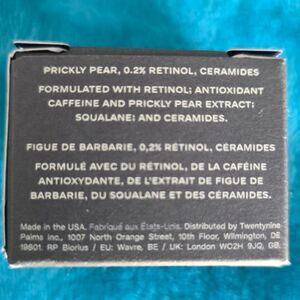 PRICKLY PEAR, 0.2% RETINOL, CERAMIDES
FORMULATED WITH RETINOL; ANTIOXIDANT
CAFFEINE AND PRICKLY PEAR EXTRACT;
SQUALANE; AND CERAMIDES.
FIGUE DE BARBARIE, 0,2% RÉTINOL, CÉRAMIDES
FORMULÉ AVEC DU RÉTINOL, DE LA CAFÉINE
ANTIOXYDANTE, DE L'EXTRAIT DE FIGUE DE
BARBARIE, DU SQUALANE ET DES CÉRAMIDES.
Made in the USA. Fabriqué aux États-Unis. Distributed by Twentynine
Palms Inc., 1007 North Orange Street, 10th Floor, Wilmington, DE
19801. RP Biorius / EU: Wavre, BE / UK: London WC2H 9JQ, GB.